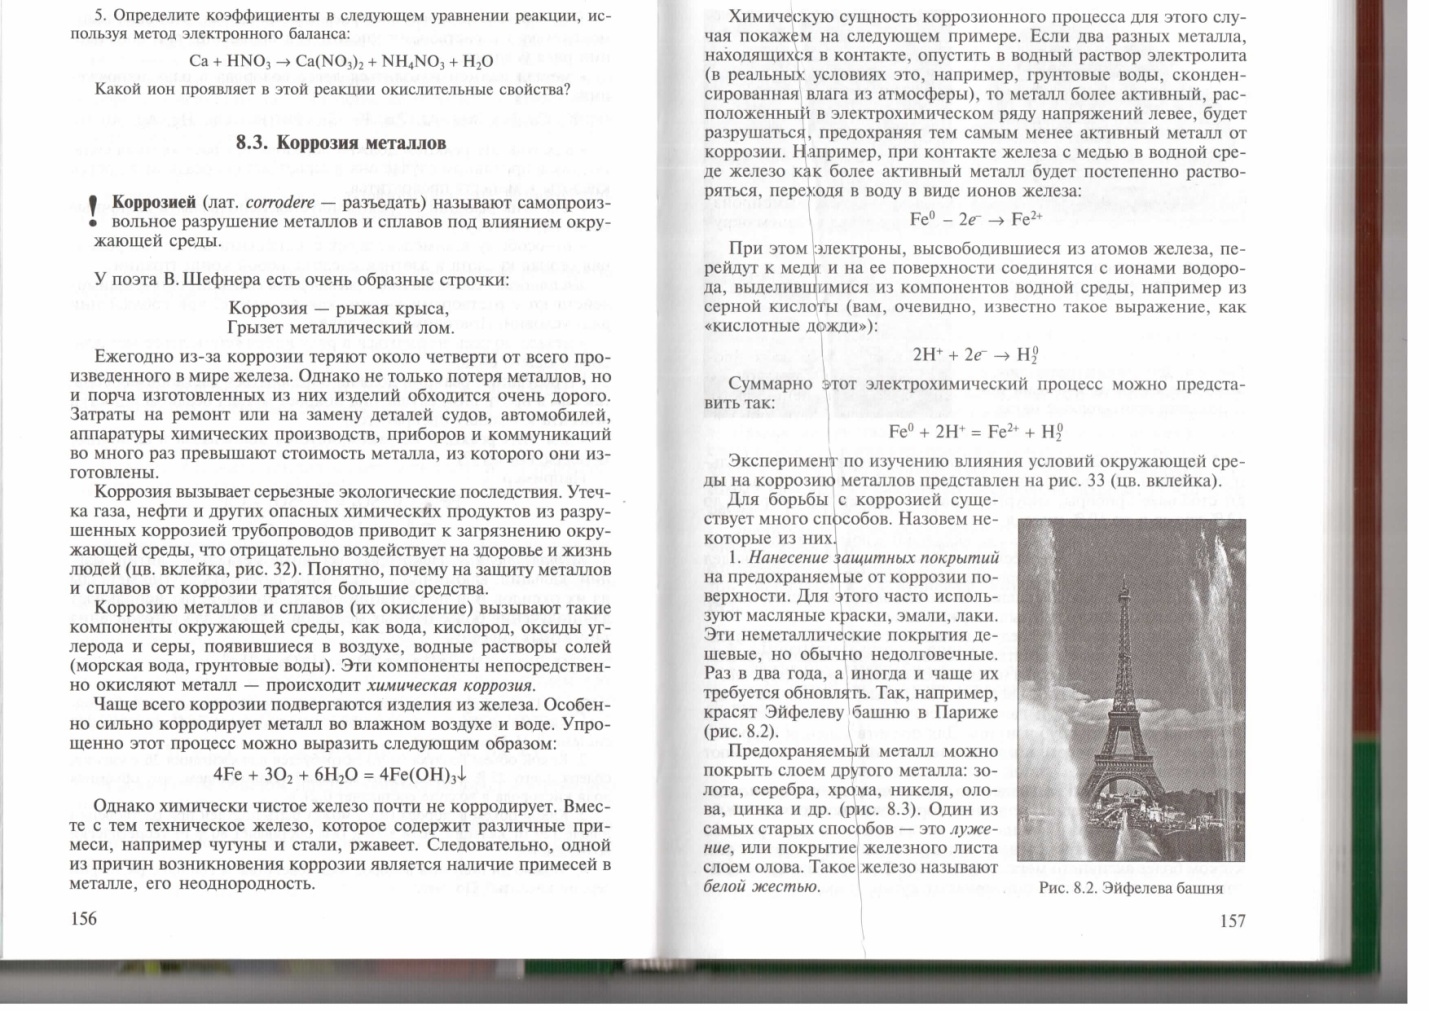 5. Определите коэффициенты в следующем уравнении реакции, ис-
пользуя метод электронного баланса:
Ca + HNO₃ → Ca(NO₃)₂ + NH₄NO₃ + H₂O
Какой ион проявляет в этой реакции окислительные свойства?
8.3. Коррозия металлов
! Коррозией (лат. corrodere — разъедать) называют самопроиз-
вольное разрушение металлов и сплавов под влиянием окру-
жающей среды.
У поэта В. Шефнера есть очень образные строчки:
Коррозия — рыжая крыса,
Грызет металлический лом.
Ежегодно из-за коррозии теряют около четверти от всего про-
изведенного в мире железа. Однако не только потеря металлов, но
и порча изготовленных из них изделий обходится очень дорого.
Затраты на ремонт или на замену деталей судов, автомобилей,
аппаратуры химических производств, приборов и коммуникаций
во много раз превышают стоимость металла, из которого они из-
готовлены.
Коррозия вызывает серьезные экологические последствия. Утеч-
ка газа, нефти и других опасных химических продуктов из разру-
шенных коррозией трубопроводов приводит к загрязнению окру-
жающей среды, что отрицательно воздействует на здоровье и жизнь
людей (цв. вклейка, рис. 32). Понятно, почему на защиту металлов
и сплавов от коррозии тратятся большие средства.
Коррозию металлов и сплавов (их окисление) вызывают такие
компоненты окружающей среды, как вода, кислород, оксиды уг-
лерода и серы, появившиеся в воздухе, водные растворы солей
(морская вода, грунтовые воды). Эти компоненты непосредствен-
но окисляют металл — происходит химическая коррозия.
Чаще всего коррозии подвергаются изделия из железа. Особен-
но сильно корродирует металл во влажном воздухе и воде. Упро-
щенно этот процесс можно выразить следующим образом:
4Fe + 3O₂ + 6H₂O = 4Fe(OH)₃↓
Однако химически чистое железо почти не корродирует. Вмес-
те с тем техническое железо, которое содержит различные при-
меси, например чугуны и стали, ржавеет. Следовательно, одной
из причин возникновения коррозии является наличие примесей в
металле, его неоднородность.
156
Химическую сущность коррозионного процесса для этого слу-
чая покажем на следующем примере. Если два разных металла,
находящихся в контакте, опустить в водный раствор электролита
(в реальных условиях это, например, грунтовые воды, сконден-
сированная влага из атмосферы), то металл более активный, рас-
положенный в электрохимическом ряду напряжений левее, будет
разрушаться, предохраняя тем самым менее активный металл от
коррозии. Например, при контакте железа с медью в водной сре-
де железо как более активный металл будет постепенно раство-
ряться, переходя в воду в виде ионов железа:
Fe⁰ − 2e⁻ → Fe²⁺
При этом электроны, высвободившиеся из атомов железа, пе-
рейдут к меди и на ее поверхности соединятся с ионами водоро-
да, выделившимися из компонентов водной среды, например из
серной кислоты (вам, очевидно, известно такое выражение, как
«кислотные дожди»):
2H⁺ + 2e⁻ → H₂⁰
Суммарно этот электрохимический процесс можно предста-
вить так:
Fe⁰ + 2H⁺ = Fe²⁺ + H₂⁰
Эксперимент по изучению влияния условий окружающей сре-
ды на коррозию металлов представлен на рис. 33 (цв. вклейка).
Для борьбы с коррозией суще-
ствует много способов. Назовем не-
которые из них.
1. Нанесение защитных покрытий
на предохраняемые от коррозии по-
верхности. Для этого часто исполь-
зуют масляные краски, эмали, лаки.
Эти неметаллические покрытия де-
шевые, но обычно недолговечные.
Раз в два года, а иногда и чаще их
требуется обновлять. Так, например,
красят Эйфелеву башню в Париже
(рис. 8.2).
Предохраняемый металл можно
покрыть слоем другого металла: зо-
лота, серебра, хрома, никеля, оло-
ва, цинка и др. (рис. 8.3). Один из
самых старых способов — это луже-
ние, или покрытие железного листа
слоем олова. Такое железо называют
белой жестью.
Рис. 8.2. Эйфелева башня
157